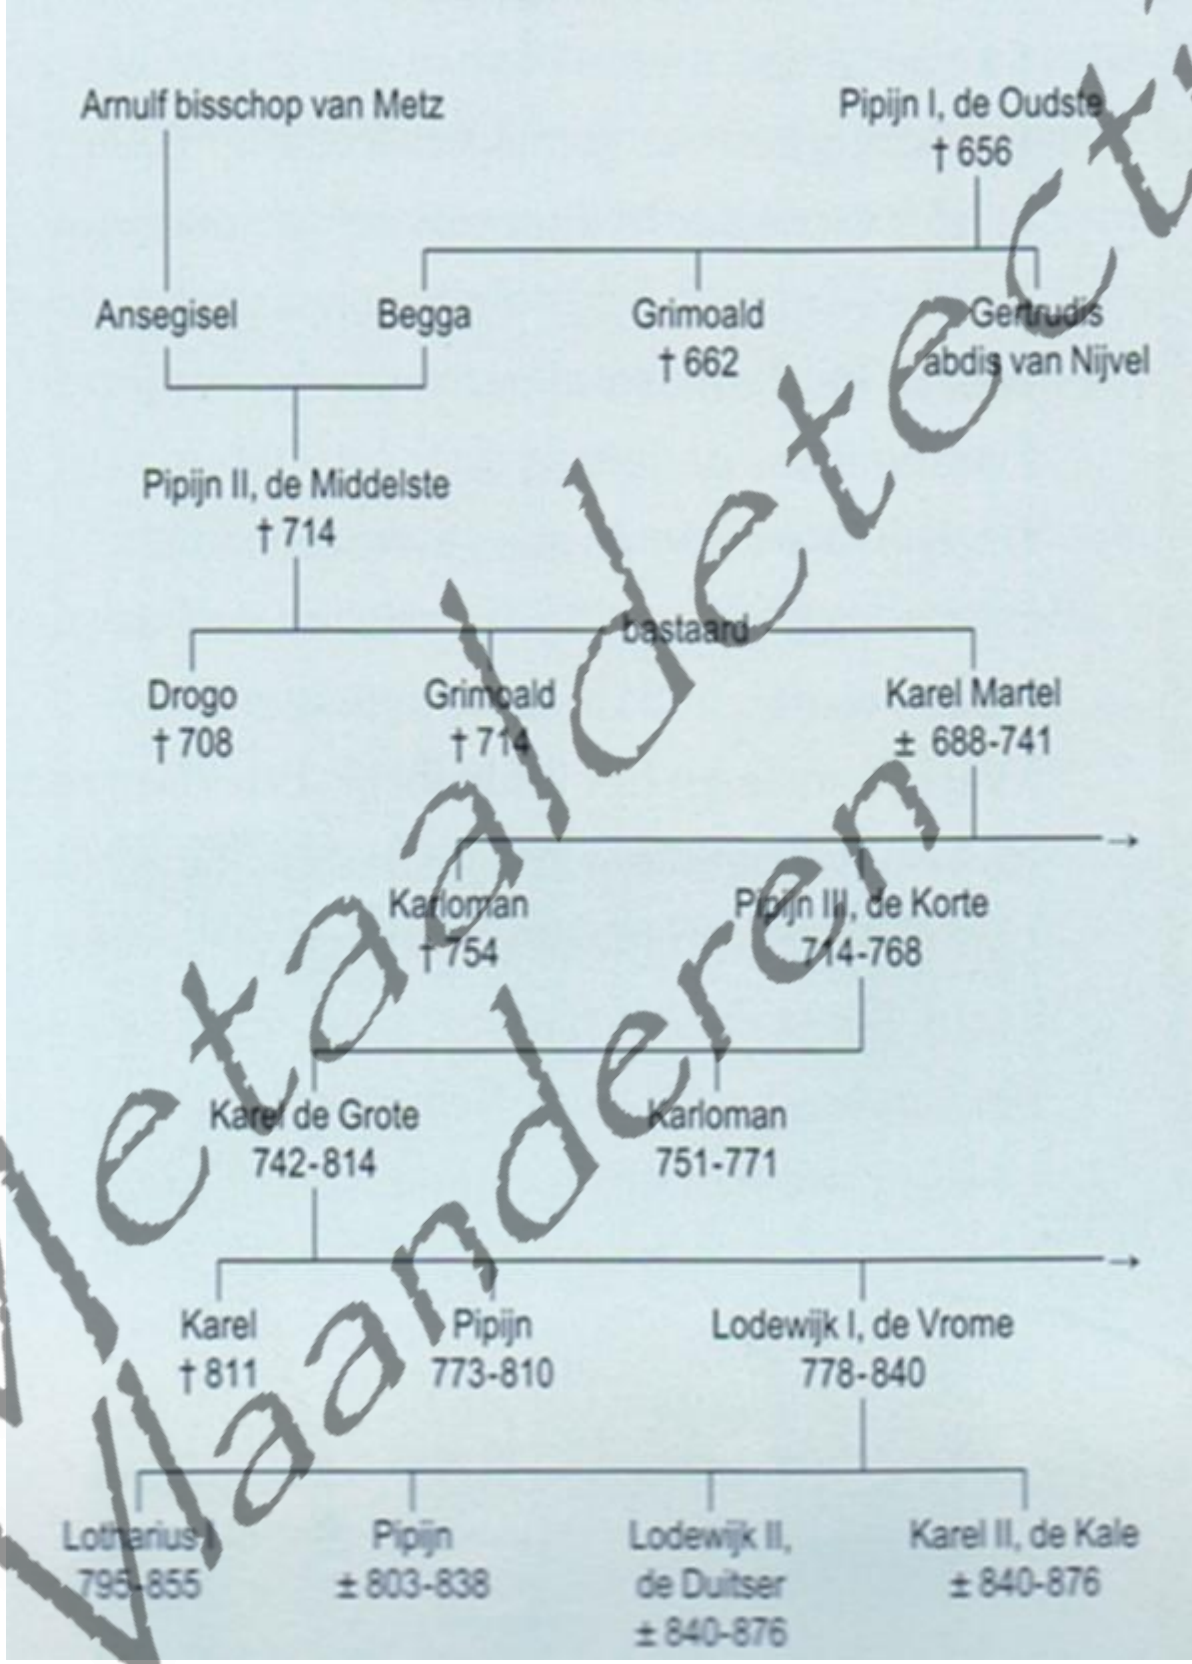 Arnulf bisschop van Metz
Pipijn I, de Oudste
† 656
Ansegisel
Begga
Grimoald
† 662
Gertrudis
abdis van Nijvel
Pipijn II, de Middelste
† 714
bastaard
Drogo
† 708
Grimoald
† 714
Karel Martel
± 688-741
Karloman
† 754
Pipijn III, de Korte
714-768
Karel de Grote
742-814
Karloman
751-771
Karel
† 811
Pipijn
773-810
Lodewijk I, de Vrome
778-840
Lotharius I
795-855
Pipijn
± 803-838
Lodewijk II,
de Duitser
± 840-876
Karel II, de Kale
± 840-876
Vlaanderen